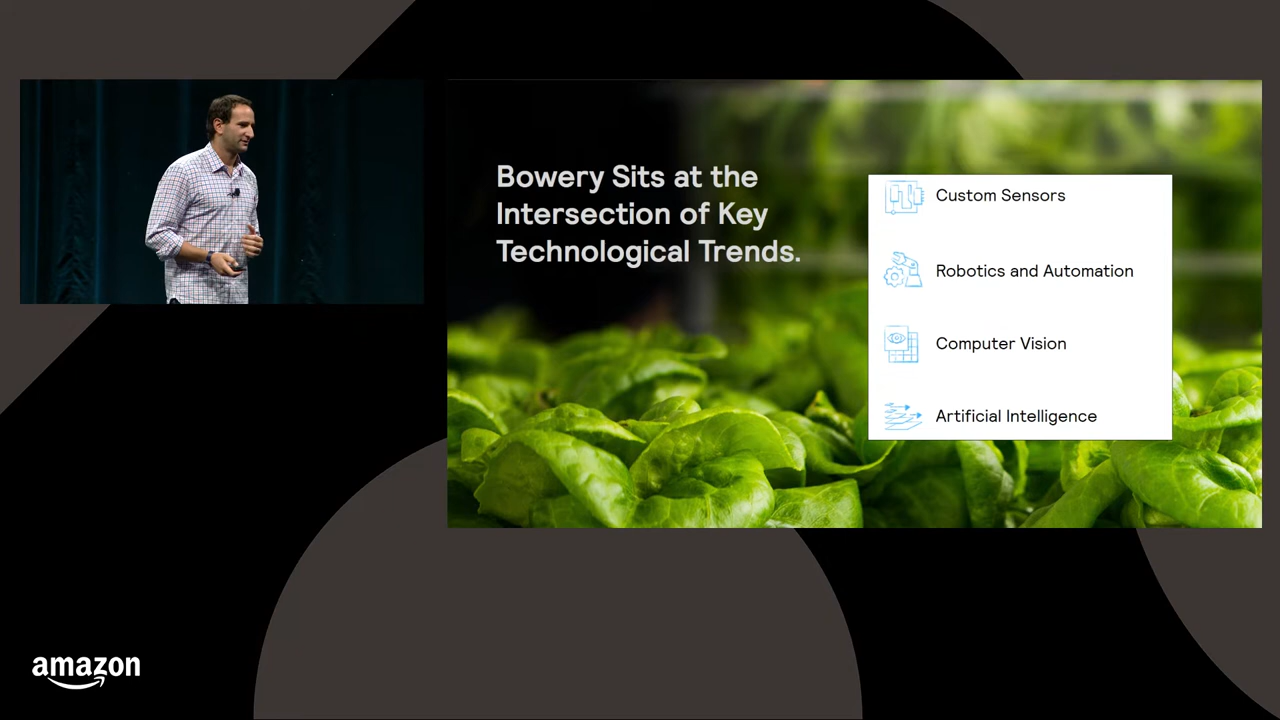 Bowery Sits at the
Intersection of Key
Technological Trends.
Custom Sensors
Robotics and Automation
Computer Vision
Artificial Intelligence
amazon